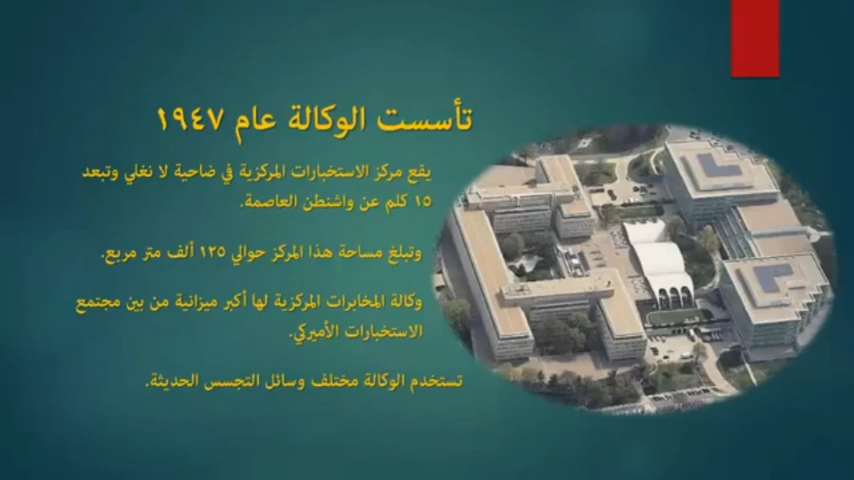 تأسست الوكالة عام ١٩٤٧
يقع مركز الاستخبارات المركزية في ضاحية لا نغلي وتبعد
١٥ كلم عن واشنطن العاصمة.
وتبلغ مساحة هذا المركز حوالي ١٢٥ ألف متر مربع.
وكالة المخابرات المركزية لها أكبر ميزانية من بين مجتمع
الاستخبارات الأميركي.
تستخدم الوكالة مختلف وسائل التجسس الحديثة.